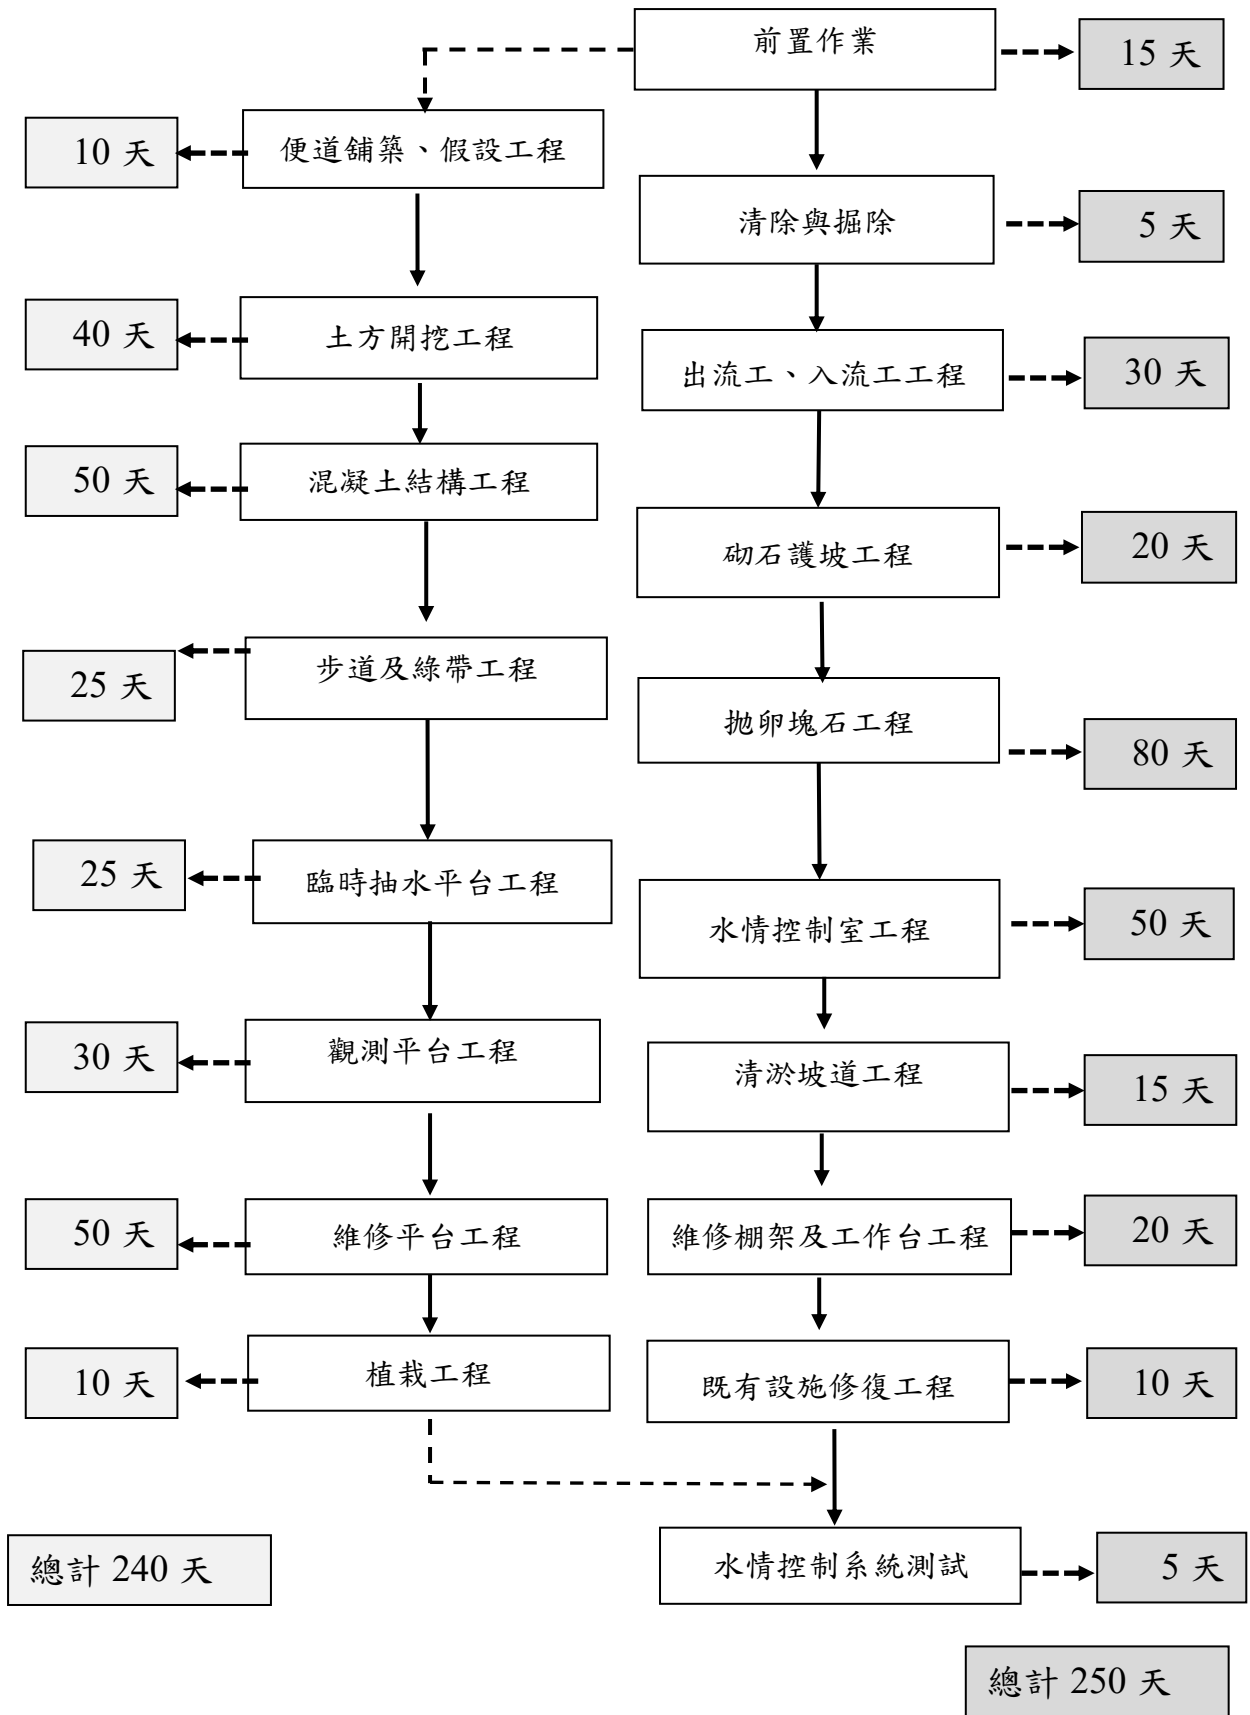 前置作業
15 天
10 天
便道舖築、假設工程
清除與掘除
5 天
40 天
土方開挖工程
出流工、入流工工程
30 天
50 天
混凝土結構工程
砌石護坡工程
20 天
25 天
步道及綠帶工程
拋卵塊石工程
80 天
25 天
臨時抽水平台工程
水情控制室工程
50 天
30 天
觀測平台工程
清淤坡道工程
15 天
50 天
維修平台工程
維修棚架及工作台工程
20 天
10 天
植栽工程
既有設施修復工程
10 天
總計 240 天
水情控制系統測試
5 天
總計 250 天